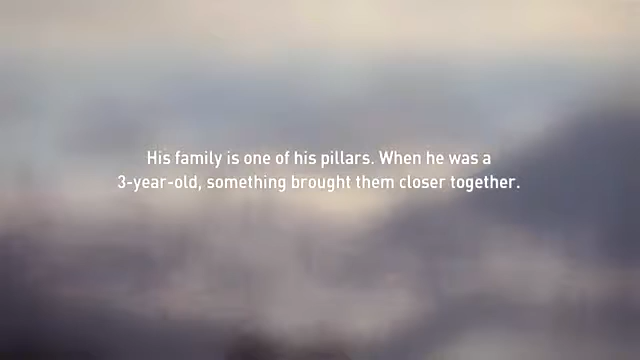 His family is one of his pillars. When he was a
3-year-old, something brought them closer together.